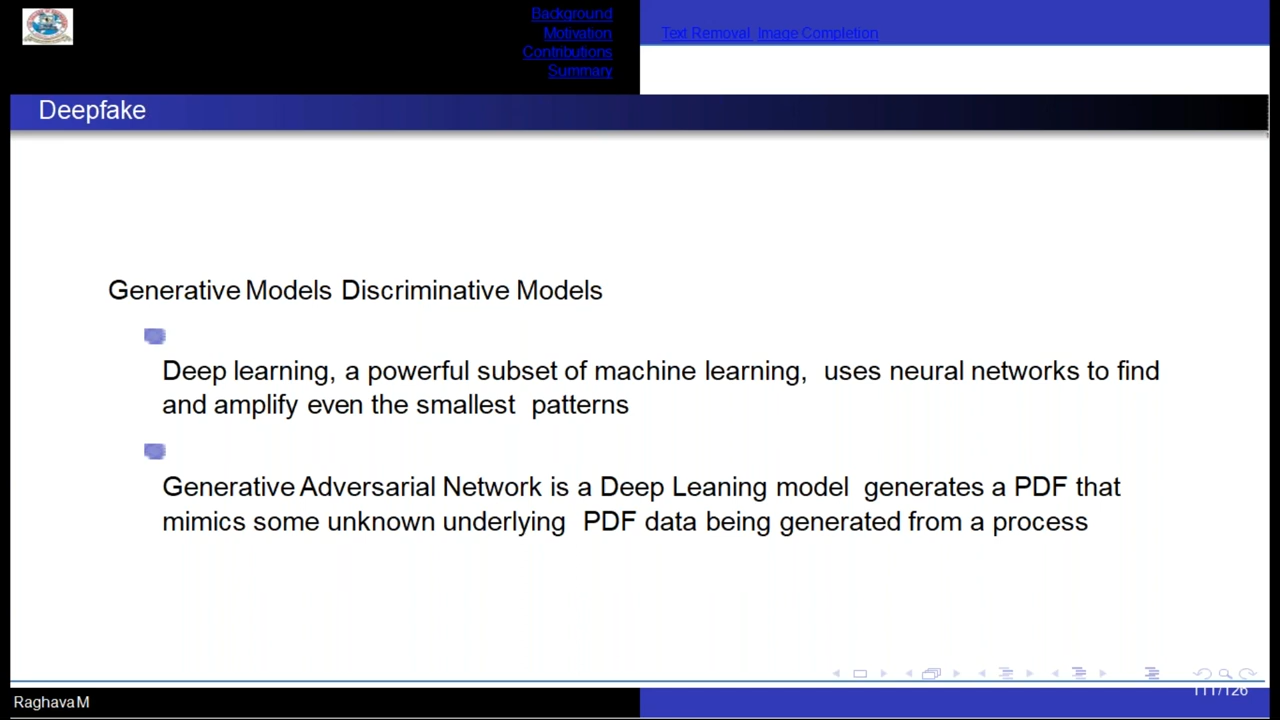 Background
Motivation
Contributions
Summary
Text Removal Image Completion
Deepfake
Generative Models Discriminative Models
Deep learning, a powerful subset of machine learning, uses neural networks to find
and amplify even the smallest patterns
Generative Adversarial Network is a Deep Leaning model generates a PDF that
mimics some unknown underlying PDF data being generated from a process
Raghava M
111/126